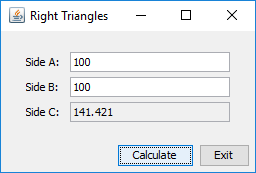 Right Triangles
Side A: 100
Side B: 100
Side C: 141.421
Calculate Exit